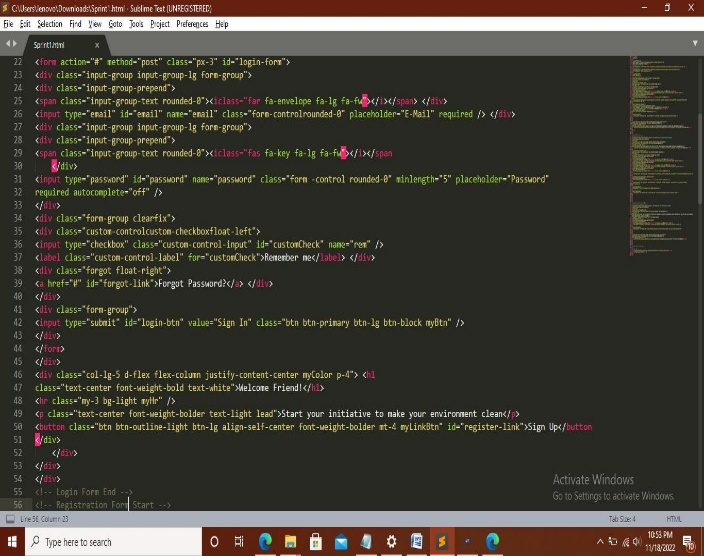 C:\Users\lenovo\Downloads\Sprint1.html - Sublime Text (UNREGISTERED)
File Edit Selection Find View Goto Tools Project Preferences Help
Sprint1.html x
22 <form action="#" method="post" class="px-3" id="login-form">
23 <div class="input-group input-group-lg form-group">
24 <div class="input-group-prepend">
25 <span class="input-group-text rounded-0"><iclass="far fa-envelope fa-lg fa-fw"></i></span> </div>
26 <input type="email" id="email" name="email" class="form-controlrounded-0" placeholder="E-Mail" required /> </div>
27 <div class="input-group input-group-lg form-group">
28 <div class="input-group-prepend">
29 <span class="input-group-text rounded-0"><iclass="fas fa-key fa-lg fa-fw"></i></span
30 </div>
31 <input type="password" id="password" name="password" class="form -control rounded-0" minlength="5" placeholder="Password"
32 required autocomplete="off" />
33 </div>
34 <div class="form-group clearfix">
35 <div class="custom-controlcustom-checkboxfloat-left">
36 <input type="checkbox" class="custom-control-input" id="customCheck" name="rem" />
37 <label class="custom-control-label" for="customCheck">Remember me</label> </div>
38 <div class="forgot float-right">
39 <a href="#" id="forgot-link">Forgot Password?</a> </div>
40 </div>
41 <div class="form-group">
42 <input type="submit" id="login-btn" value="Sign In" class="btn btn-primary btn-lg btn-block myBtn" />
43 </div>
44 </form>
45 </div>
46 <div class="col-lg-5 d-flex flex-column justify-content-center myColor p-4"> <h1
47 class="text-center font-weight-bold text-white">Welcome Friend!</h1>
48 <hr class="my-3 bg-light myHr" />
49 <p class="text-center font-weight-bolder text-light lead">Start your initiative to make your environment clean</p>
50 <button class="btn btn-outline-light btn-lg align-self-center font-weight-bolder mt-4 myLinkBtn" id="register-link">Sign Up</button
51 </div>
52 </div>
53 </div>
54 </div>
55 <!-- Login Form End -->
56 <!-- Registration Form Start -->
Activate Windows
Go to Settings to activate Windows.
Line 56, Column 23 Tab Size: 4 HTML
Type here to search
10:53 PM
11/18/2022